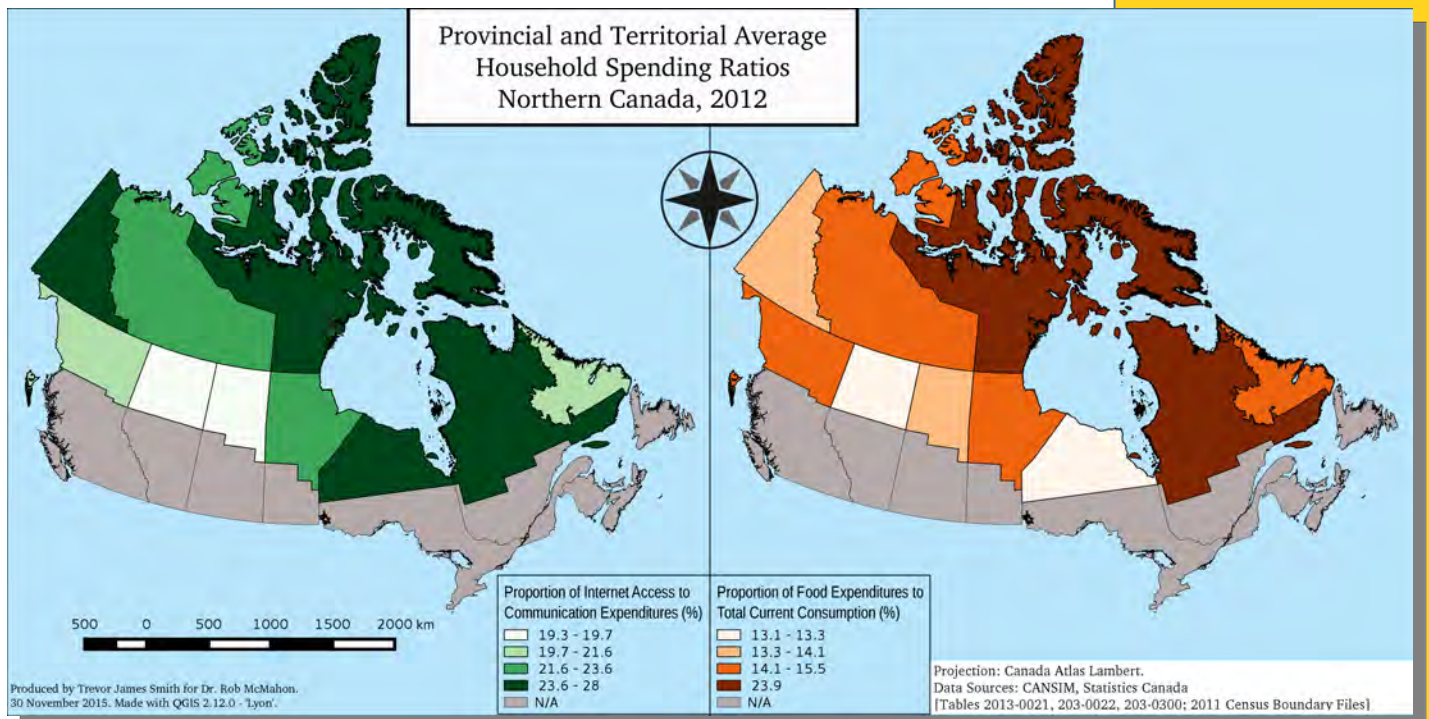 Provincial and Territorial Average
Household Spending Ratios
Northern Canada, 2012
500 0 500 1000 1500 2000 km
Produced by Trevor James Smith for Dr. Rob McMahon.
30 November 2015. Made with QGIS 2.12.0 - 'Lyon'.
Proportion of Internet Access to
Communication Expenditures (%)
19.3 - 19.7
19.7 - 21.6
21.6 - 23.6
23.6 - 28
N/A
Proportion of Food Expenditures to
Total Current Consumption (%)
13.1 - 13.3
13.3 - 14.1
14.1 - 15.5
23.9
N/A
Projection: Canada Atlas Lambert.
Data Sources: CANSIM, Statistics Canada
[Tables 2013-0021, 203-0022, 203-0300; 2011 Census Boundary Files]